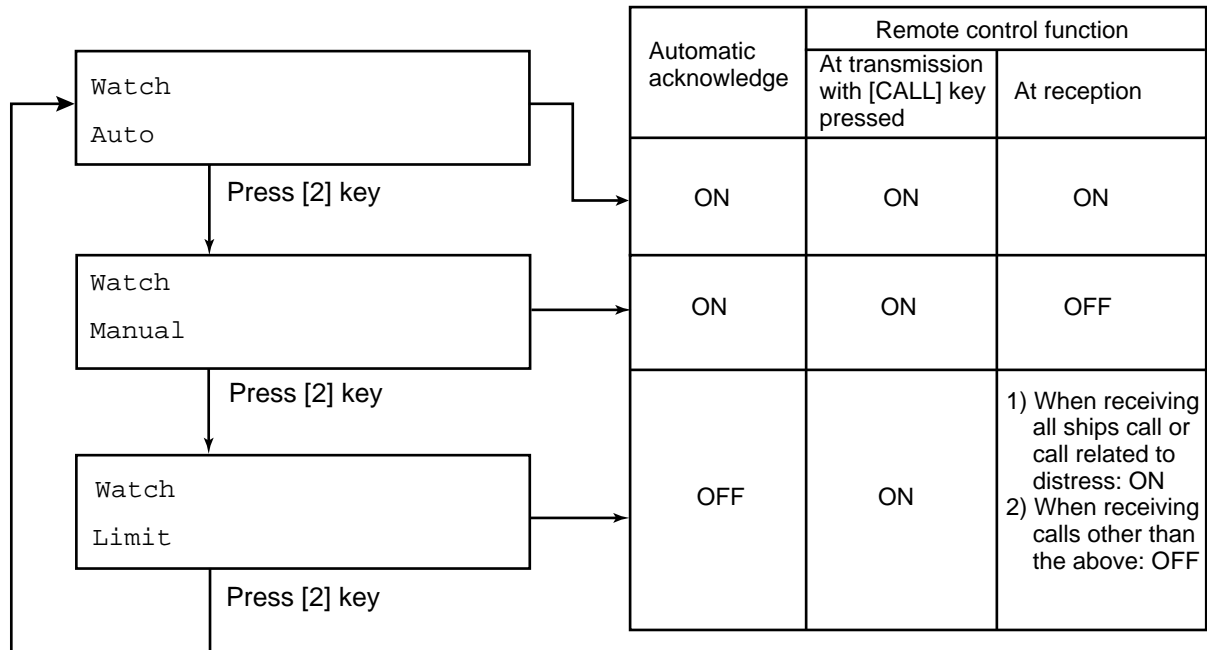 Watch
Auto
Press [2] key
Watch
Manual
Press [2] key
Watch
Limit
Press [2] key
Automatic
acknowledge
Remote control function
At transmission
with [CALL] key
pressed
At reception
ON
ON
ON
ON
ON
OFF
OFF
ON
1) When receiving
all ships call or
call related to
distress: ON
2) When receiving
calls other than
the above: OFF